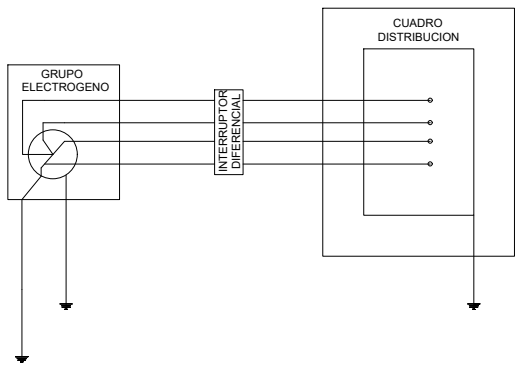 GRUPO
ELECTROGENO
INTERRUPTOR
DIFERENCIAL
CUADRO
DISTRIBUCION